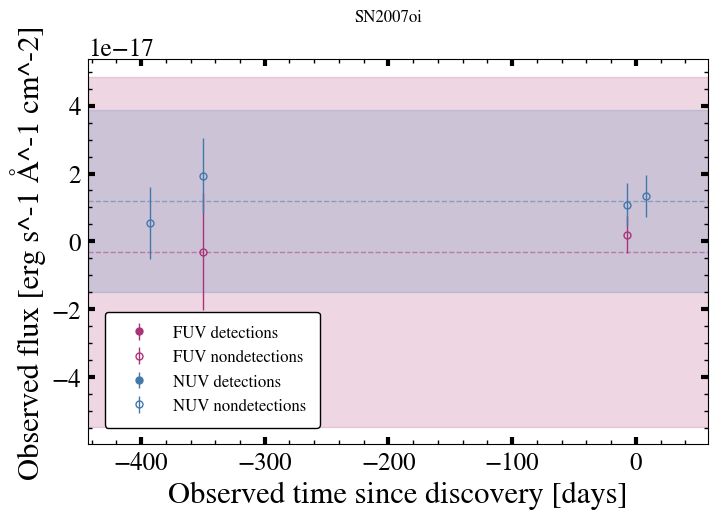 SN2007oi
1e−17
Observed flux [erg s^-1 Å^-1 cm^-2]
4
2
0
−2
−4
FUV detections
FUV nondetections
NUV detections
NUV nondetections
−400 −300 −200 −100 0
Observed time since discovery [days]